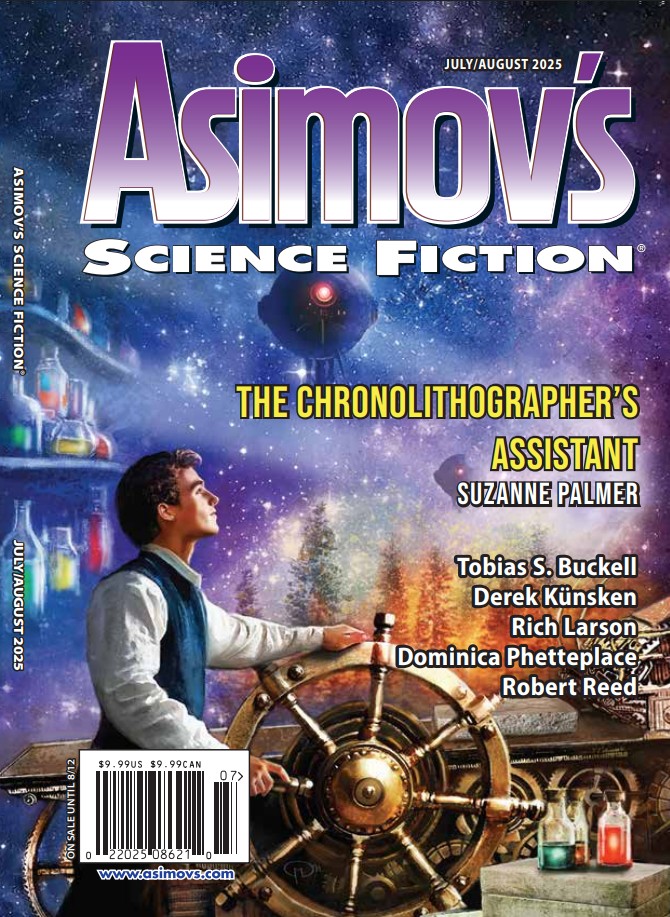 JULY/AUGUST 2025
Asimov's
SCIENCE FICTION®
ASIMOV'S SCIENCE FICTION®
JULY/AUGUST 2025
THE CHRONOLITHOGRAPHER'S
ASSISTANT
SUZANNE PALMER
Tobias S. Buckell
Derek Künsken
Rich Larson
Dominica Phetteplace
Robert Reed
ON SALE UNTIL 8/12
$9.99US $9.99CAN
07>
0 22025 08621 0
www.asimovs.com